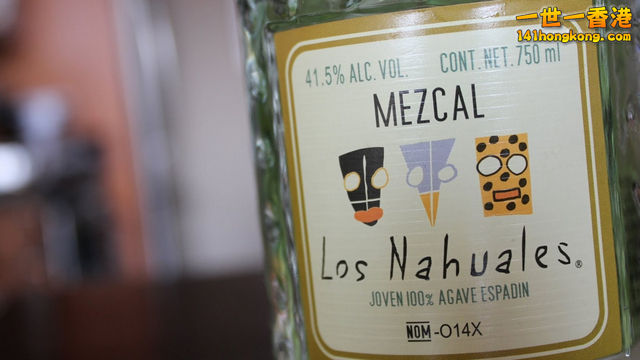 一世一香港
141hongkong.com
41.5% ALC. VOL. CONT. NET. 750 ml
MEZCAL
Los Nahuales®
JOVEN 100% AGAVE ESPADIN
NOM-O14X